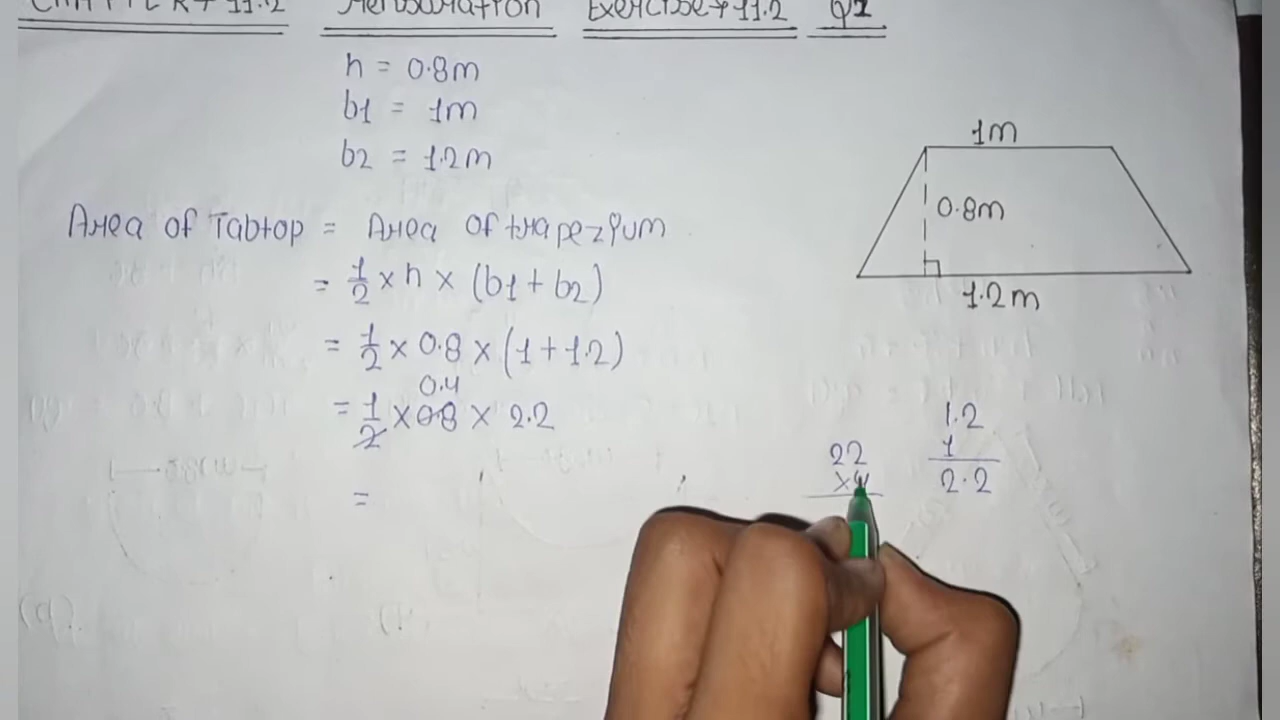 Mensuration Exercise→11.2 Q1
h = 0.8m
b1 = 1m
b2 = 1.2m
Area of Tabtop = Area of trapezium
= 1/2 × h × (b1 + b2)
= 1/2 × 0.8 × (1 + 1.2)
0.4
= 1/2 × 0.8 × 2.2
=
1m
0.8m
1.2m
22
×4
1.2
1
2.2